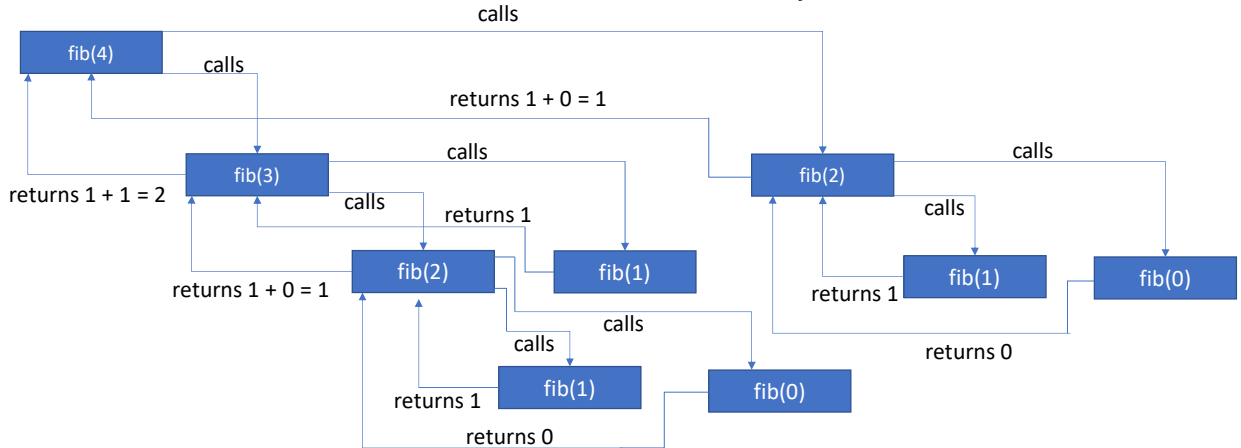 calls
fib(4)
calls
returns 1 + 0 = 1
calls
calls
fib(3)
fib(2)
returns 1 + 1 = 2
calls
returns 1
calls
fib(2)
fib(1)
fib(1)
fib(0)
returns 1 + 0 = 1
returns 1
calls
calls
returns 0
fib(1)
fib(0)
returns 1
returns 0